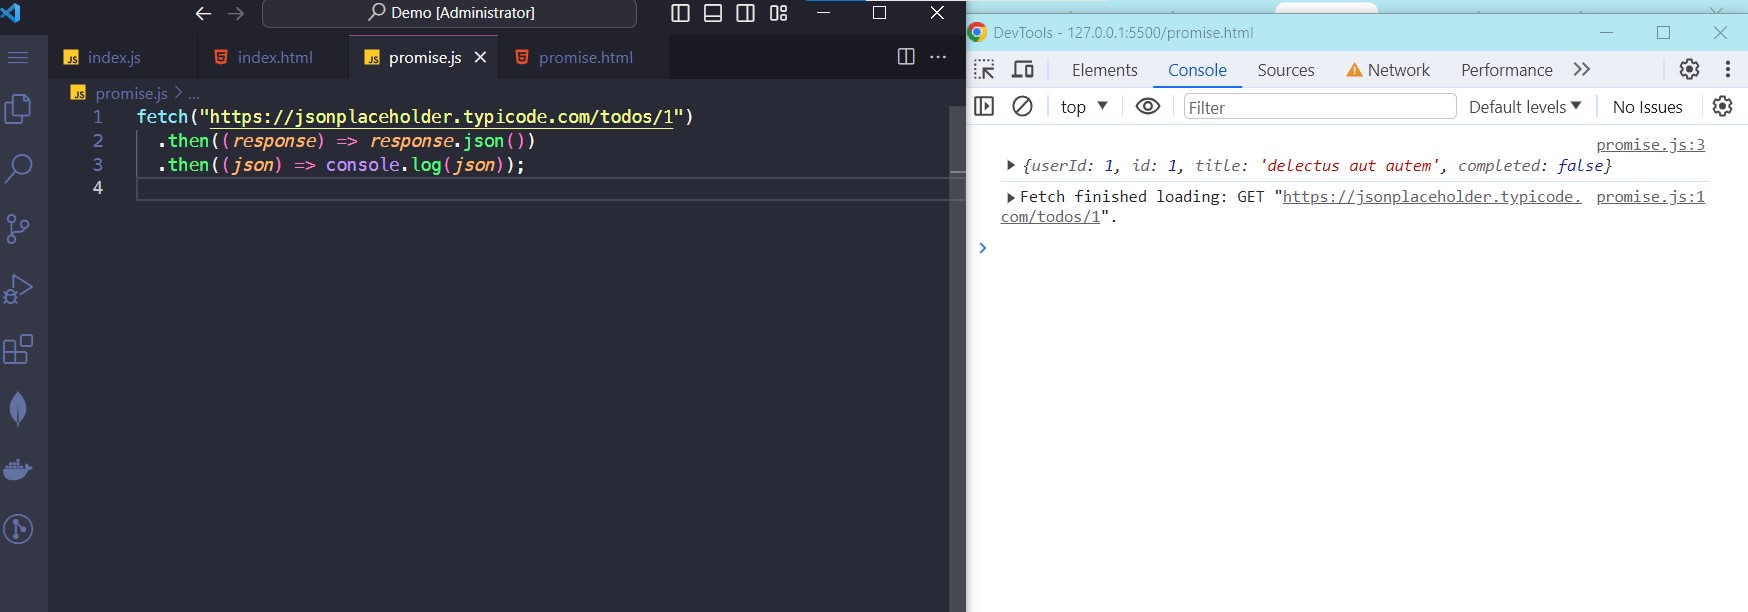 Demo [Administrator]
index.js
index.html
promise.js
promise.html
promise.js > ...
1 fetch("https://jsonplaceholder.typicode.com/todos/1")
2 .then((response) => response.json())
3 .then((json) => console.log(json));
4
DevTools - 127.0.0.1:5500/promise.html
Elements Console Sources Network Performance
top Filter Default levels No Issues
promise.js:3
{userId: 1, id: 1, title: 'delectus aut autem', completed: false}
Fetch finished loading: GET "https://jsonplaceholder.typicode. promise.js:1
com/todos/1".